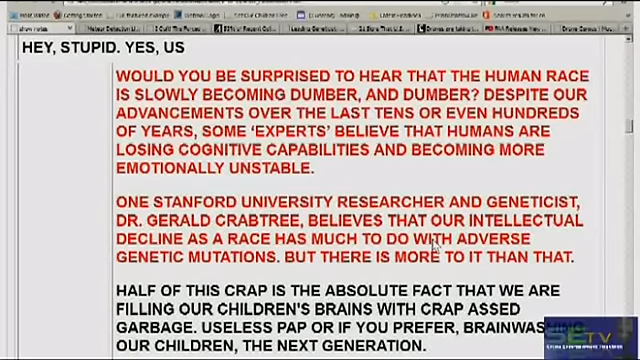 HEY, STUPID. YES, US
WOULD YOU BE SURPRISED TO HEAR THAT THE HUMAN RACE
IS SLOWLY BECOMING DUMBER, AND DUMBER? DESPITE OUR
ADVANCEMENTS OVER THE LAST TENS OR EVEN HUNDREDS
OF YEARS, SOME ‘EXPERTS’ BELIEVE THAT HUMANS ARE
LOSING COGNITIVE CAPABILITIES AND BECOMING MORE
EMOTIONALLY UNSTABLE.
ONE STANFORD UNIVERSITY RESEARCHER AND GENETICIST,
DR. GERALD CRABTREE, BELIEVES THAT OUR INTELLECTUAL
DECLINE AS A RACE HAS MUCH TO DO WITH ADVERSE
GENETIC MUTATIONS. BUT THERE IS MORE TO IT THAN THAT.
HALF OF THIS CRAP IS THE ABSOLUTE FACT THAT WE ARE
FILLING OUR CHILDREN'S BRAINS WITH CRAP ASSED
GARBAGE. USELESS PAP OR IF YOU PREFER, BRAINWASHING
OUR CHILDREN, THE NEXT GENERATION.
SETV